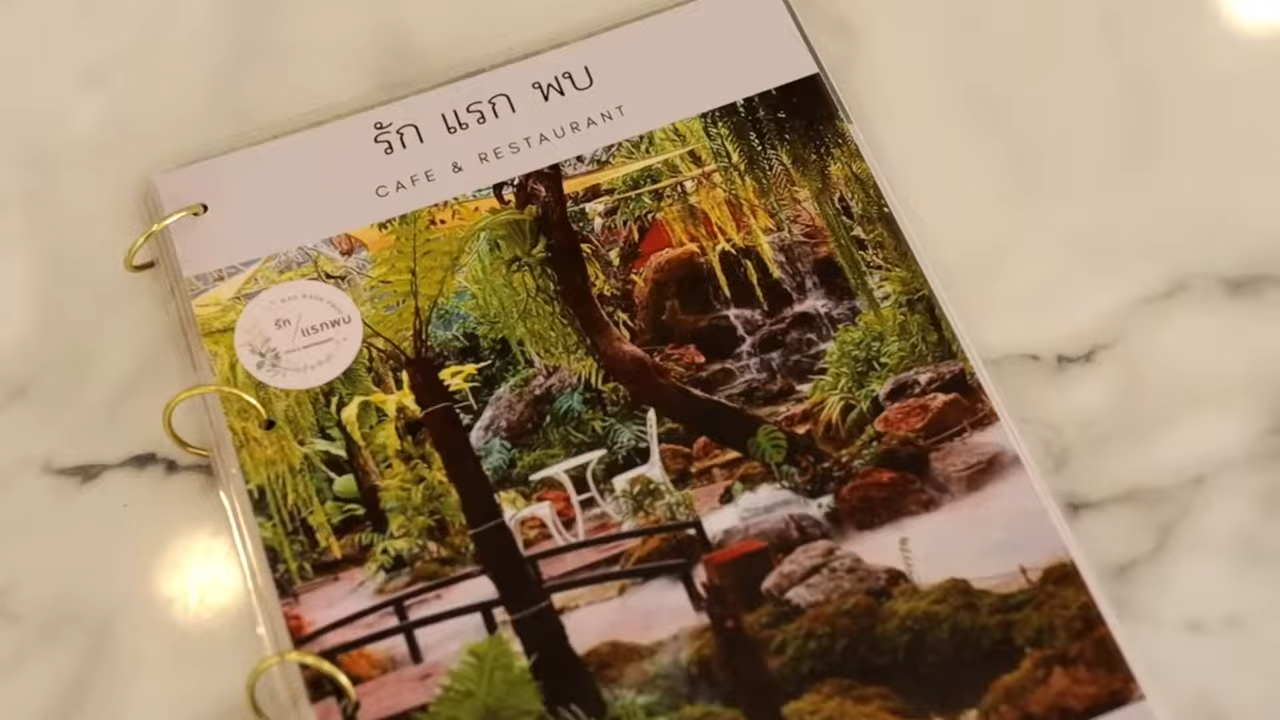 รัก แรก พบ
CAFE & RESTAURANT
รัก / แรกพบ